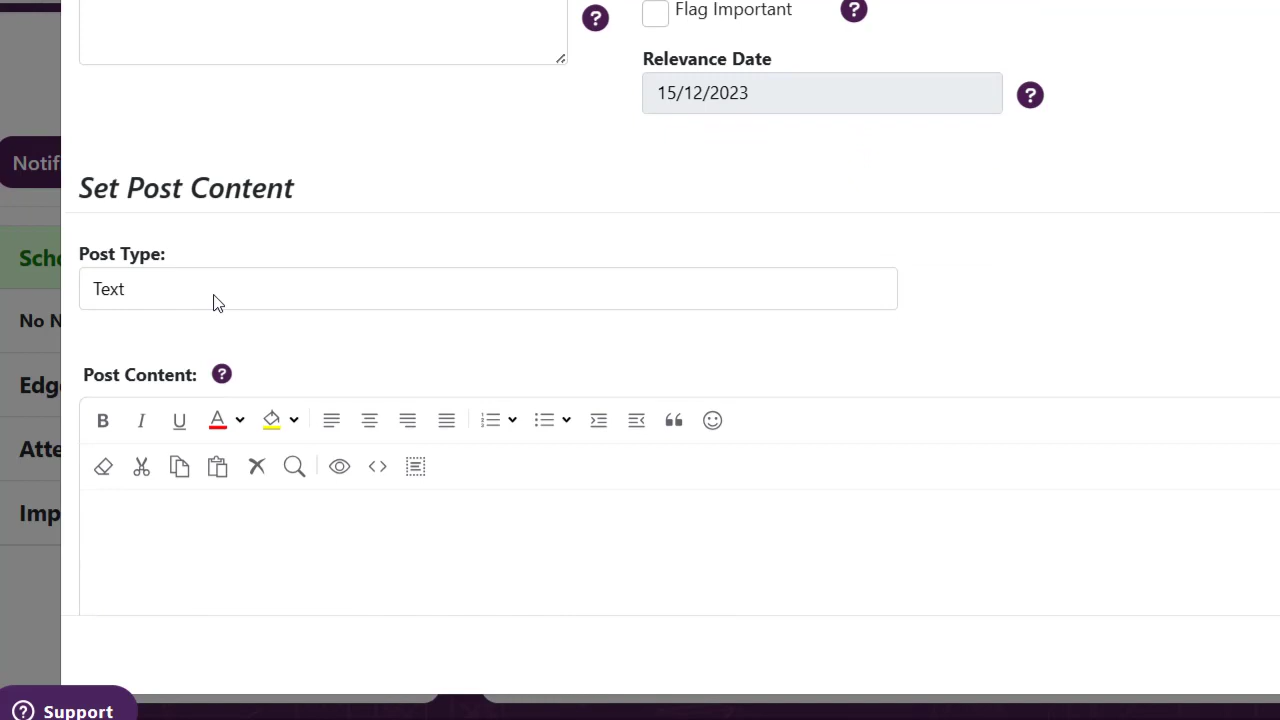 Flag Important
Relevance Date
15/12/2023
Notif
Set Post Content
Sche
Post Type:
Text
No N
Post Content:
Edge
Atte
Imp
Support